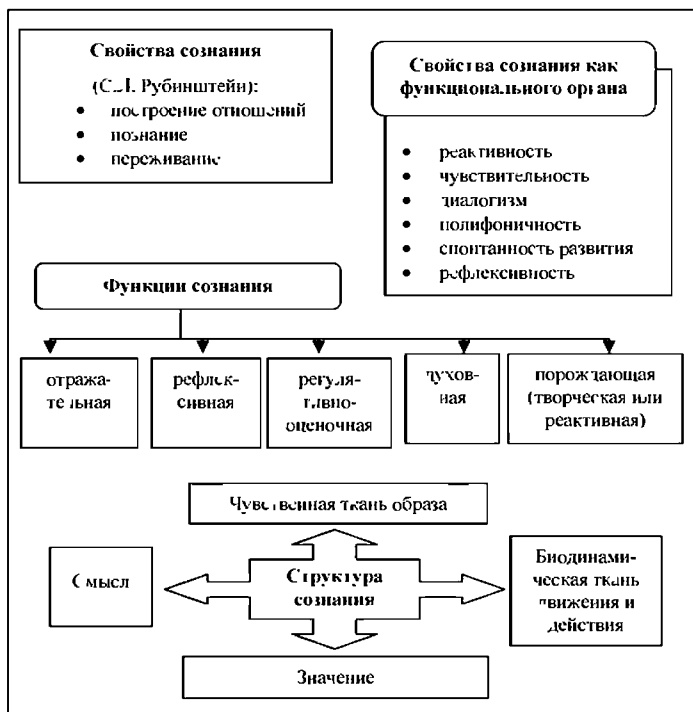 Свойства сознания
(С.Л. Рубинштейн):
• построение отношений
• познание
• переживание
Свойства сознания как
функционального органа
• реактивность
• чувствительность
• диалогизм
• полифоничность
• спонтанность развития
• рефлексивность
Функции сознания
отража-
тельная
рефлек-
сивная
регуля-
тивно-
оценочная
духов-
ная
порождающая
(творческая или
реактивная)
Чувственная ткань образа
Смысл
Структура
сознания
Биодинами-
ческая ткань
движения и
действия
Значение